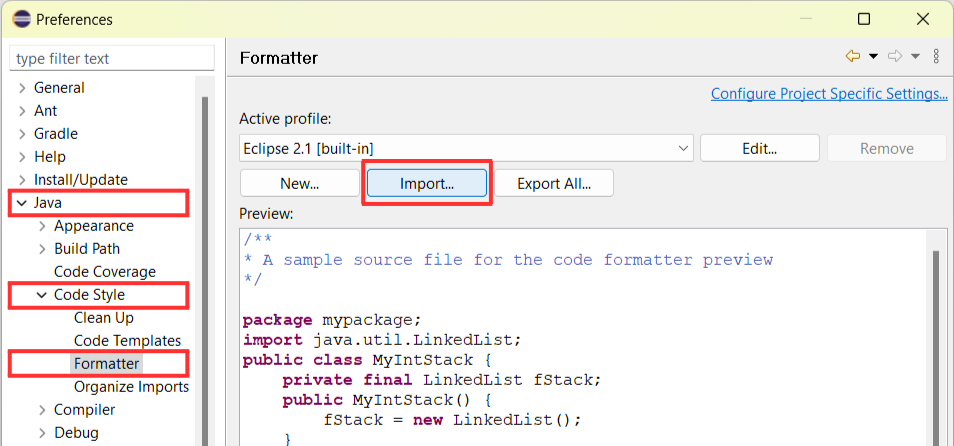 Preferences
type filter text
General
Ant
Gradle
Help
Install/Update
Java
Appearance
Build Path
Code Coverage
Code Style
Clean Up
Code Templates
Formatter
Organize Imports
Compiler
Debug
Formatter
Configure Project Specific Settings...
Active profile:
Eclipse 2.1 [built-in]
Edit...
Remove
New...
Import...
Export All...
Preview:
/**
* A sample source file for the code formatter preview
*/
package mypackage;
import java.util.LinkedList;
public class MyIntStack {
    private final LinkedList fStack;
    public MyIntStack() {
        fStack = new LinkedList();
    }